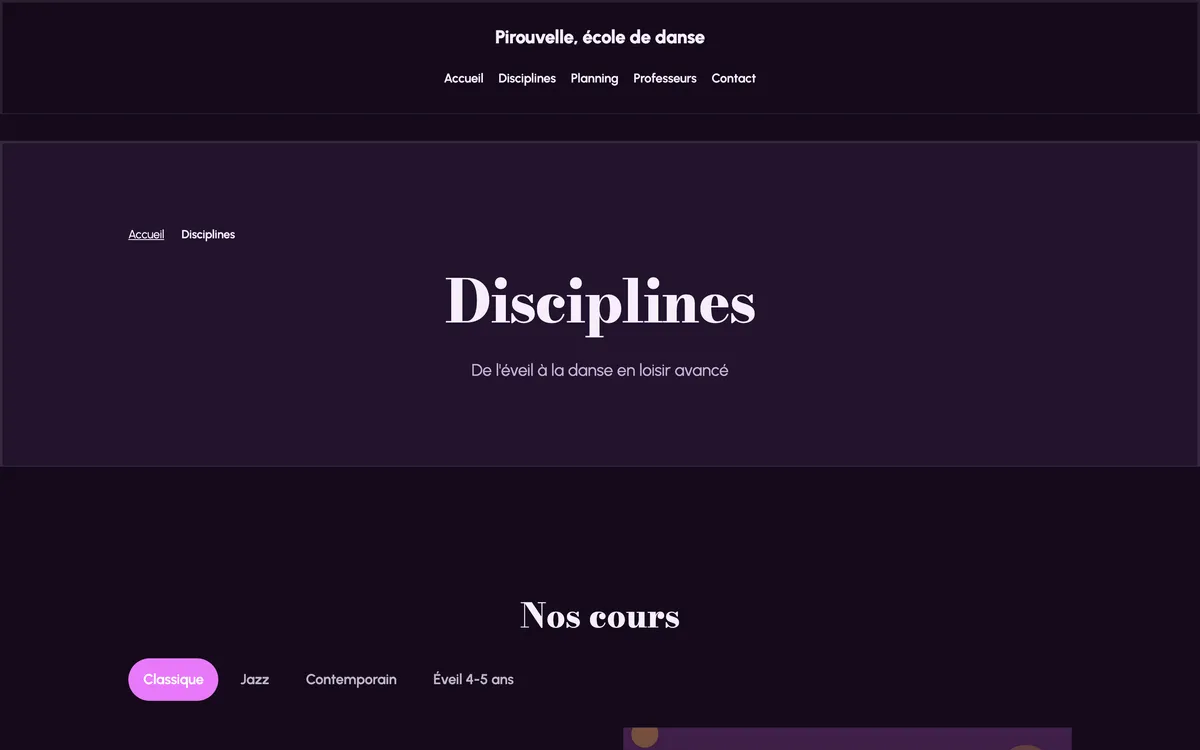 Pirouvelle, école de danse
Accueil Disciplines Planning Professeurs Contact
Accueil Disciplines
Disciplines
De l'éveil à la danse en loisir avancé
Nos cours
Classique Jazz Contemporain Éveil 4-5 ans